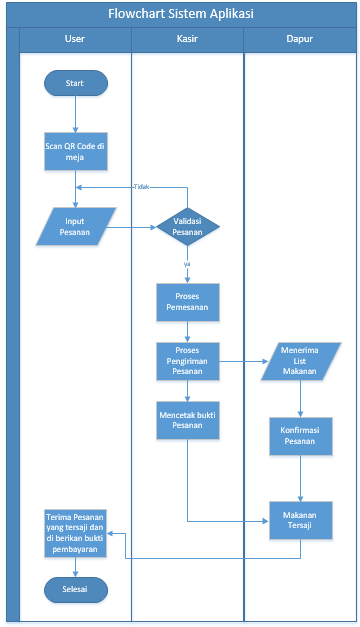 Flowchart Sistem Aplikasi
User
Kasir
Dapur
Start
Scan QR Code di
meja
Tidak
Input
Pesanan
Validasi
Pesanan
ya
Proses
Pemesanan
Proses
Pengiriman
Pesanan
Menerima
List
Makanan
Mencetak bukti
Pesanan
Konfirmasi
Pesanan
Makanan
Tersaji
Terima Pesanan
yang tersaji dan
di berikan bukti
pembayaran
Selesai